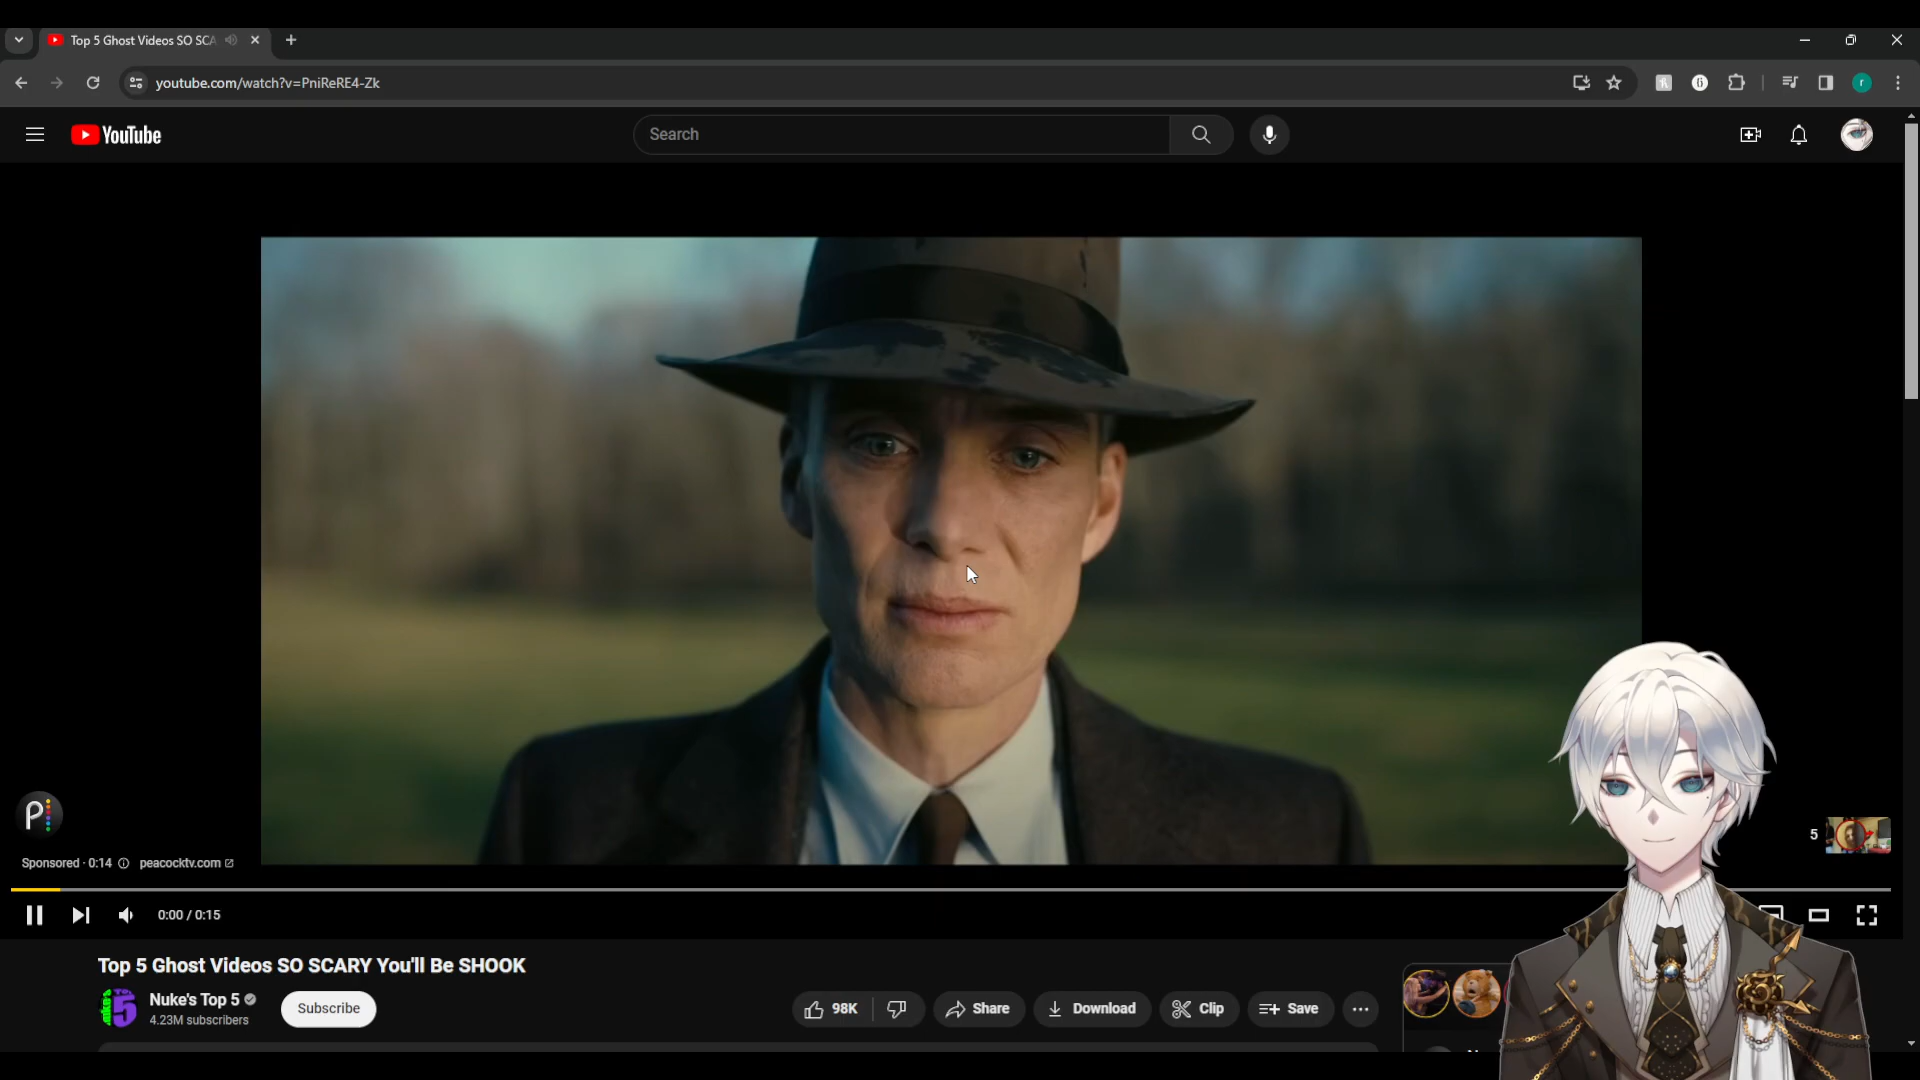 Top 5 Ghost Videos SO SCA
youtube.com/watch?v=PniReRE4-Zk
r
YouTube
Search
P
5
Sponsored · 0:14 peacocktv.com
0:00 / 0:15
Top 5 Ghost Videos SO SCARY You'll Be SHOOK
Nuke's Top 5
4.23M subscribers
Subscribe
98K
Share
Download
Clip
Save